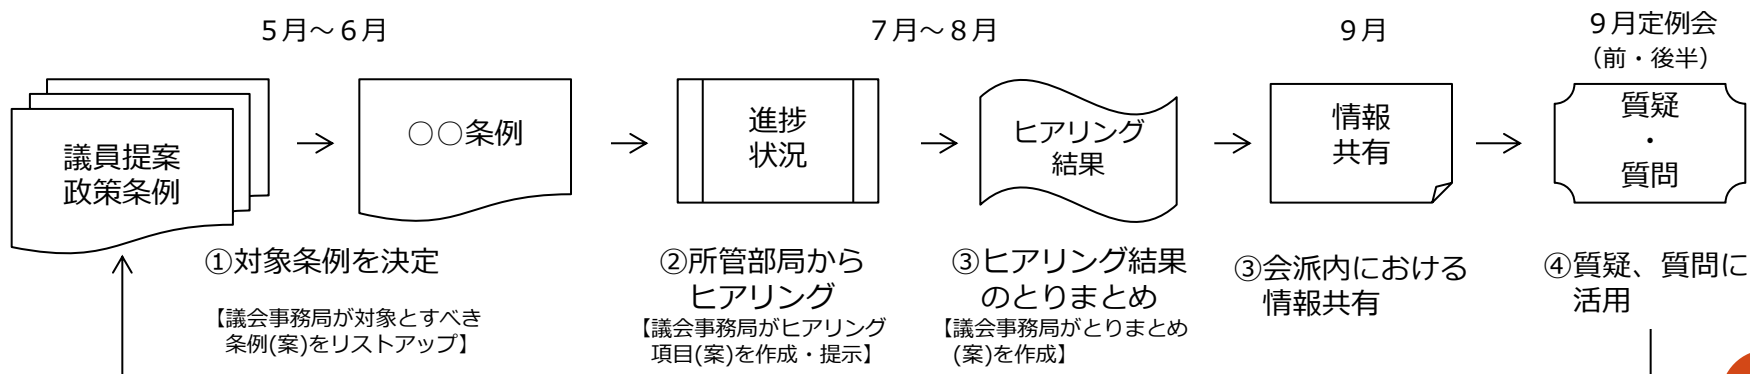 5月～6月
7月～8月
9月
9月定例会
（前・後半）
議員提案
政策条例
○○条例
進捗
状況
ヒアリング
結果
情報
共有
質疑
・
質問
①対象条例を決定
【議会事務局が対象とすべき
条例(案)をリストアップ】
②所管部局から
ヒアリング
【議会事務局がヒアリング
項目(案)を作成・提示】
③ヒアリング結果
のとりまとめ
【議会事務局がとりまとめ
(案)を作成】
③会派内における
情報共有
④質疑、質問に
活用